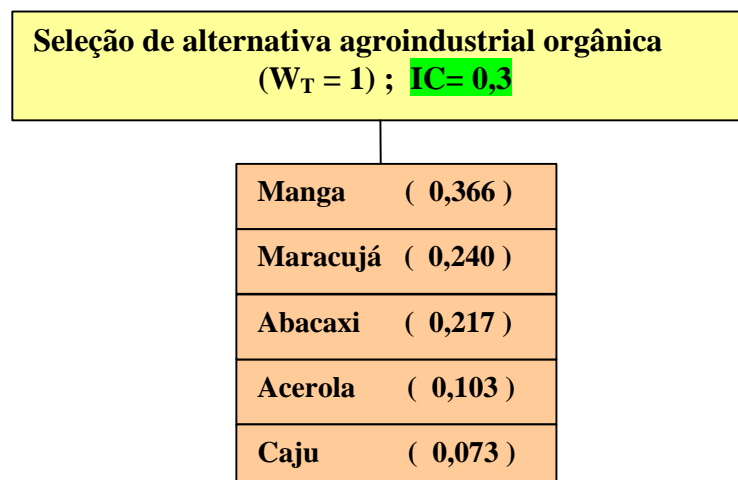 Seleção de alternativa agroindustrial orgânica
(W_T = 1) ; IC= 0,3
Manga ( 0,366 )
Maracujá ( 0,240 )
Abacaxi ( 0,217 )
Acerola ( 0,103 )
Caju ( 0,073 )